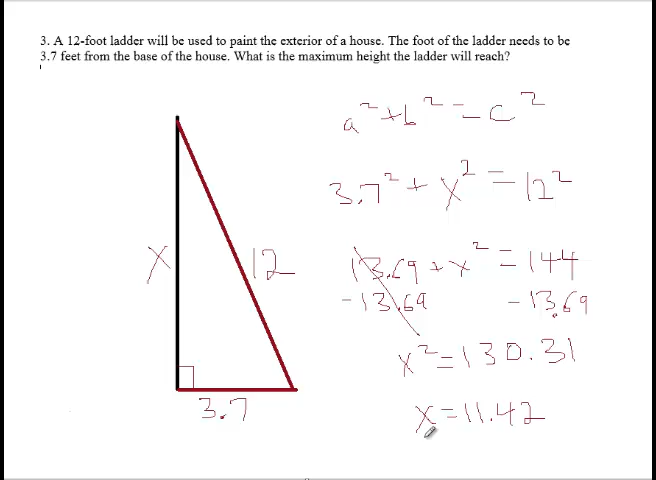 3. A 12-foot ladder will be used to paint the exterior of a house. The foot of the ladder needs to be
3.7 feet from the base of the house. What is the maximum height the ladder will reach?
a² + b² = c²
3.7² + x² = 12²
x
12
13.69 + x² = 144
-13.69 -13.69
x² = 130.31
3.7
x = 11.42